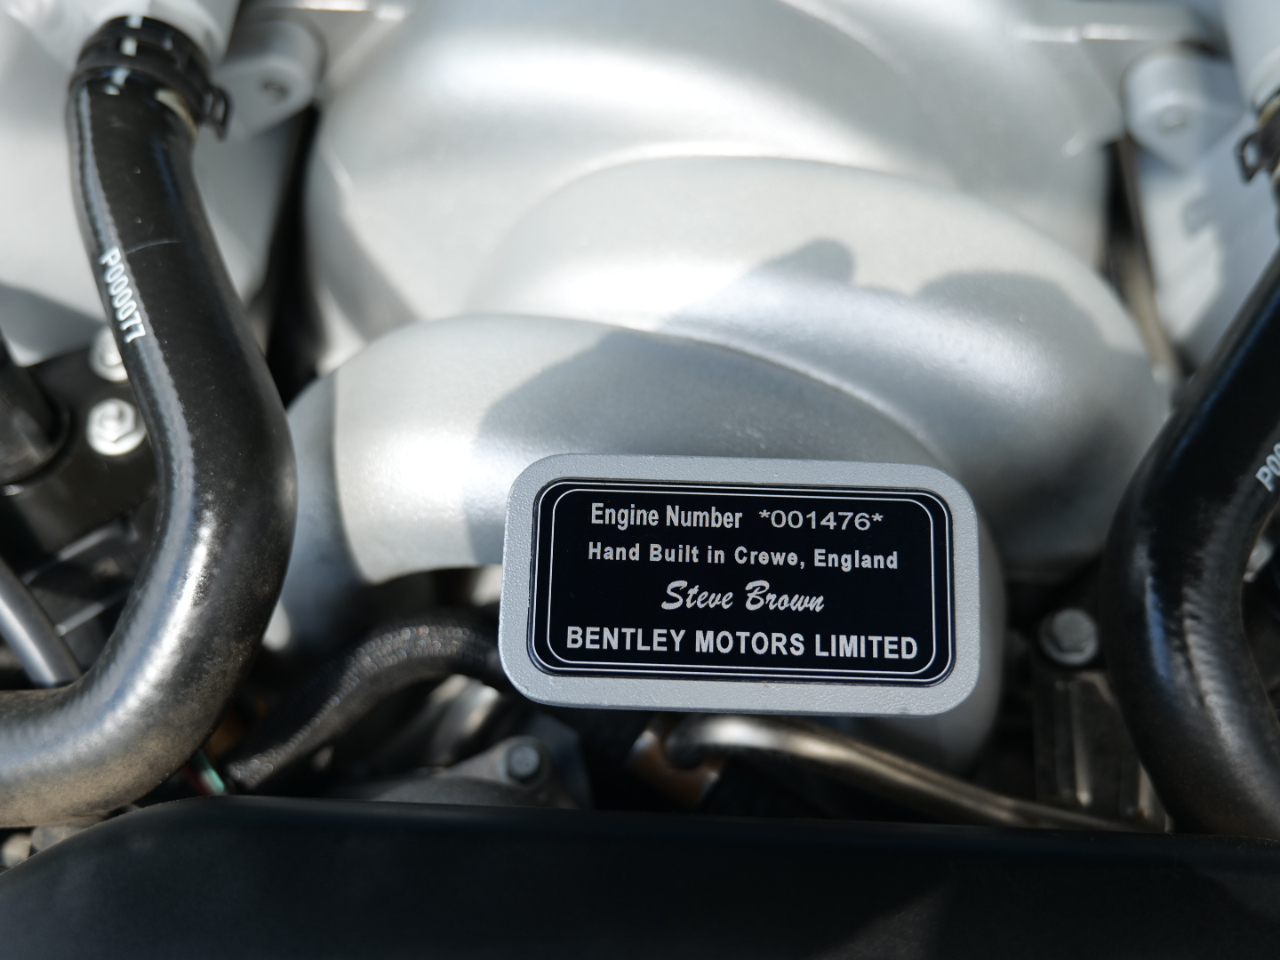 P000077
Engine Number *001476*
Hand Built in Crewe, England
Steve Brown
BENTLEY MOTORS LIMITED